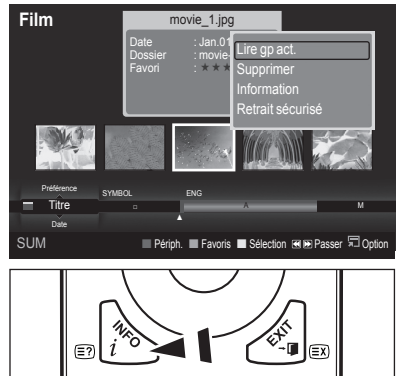 Film
movie_1.jpg
Date : Jan.01
Dossier : movie-
Favori : ★★★
Lire gp act.
Supprimer
Information
Retrait sécurisé
Préférence
SYMBOL ENG
Titre A M
Date
SUM Périph. Favoris Sélection Passer Option
INFO
i
EXIT